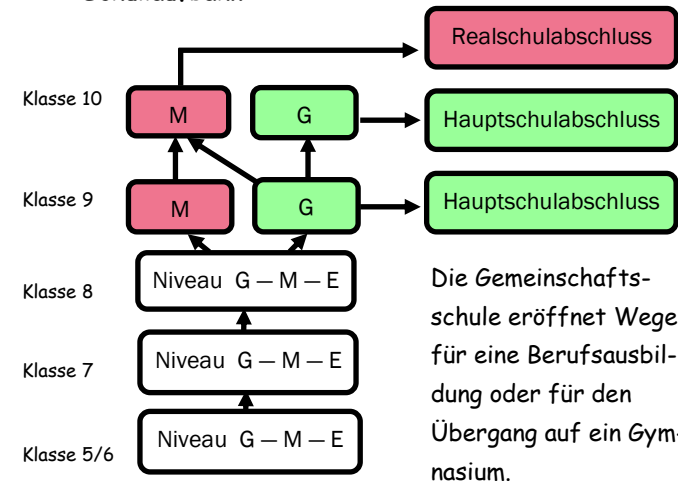 Realschulabschluss
Klasse 10
M
G
Hauptschulabschluss
Klasse 9
M
G
Hauptschulabschluss
Klasse 8
Niveau G — M — E
Klasse 7
Niveau G — M — E
Klasse 5/6
Niveau G — M — E
Die Gemeinschafts-
schule eröffnet Wege
für eine Berufsausbil-
dung oder für den
Übergang auf ein Gym-
nasium.